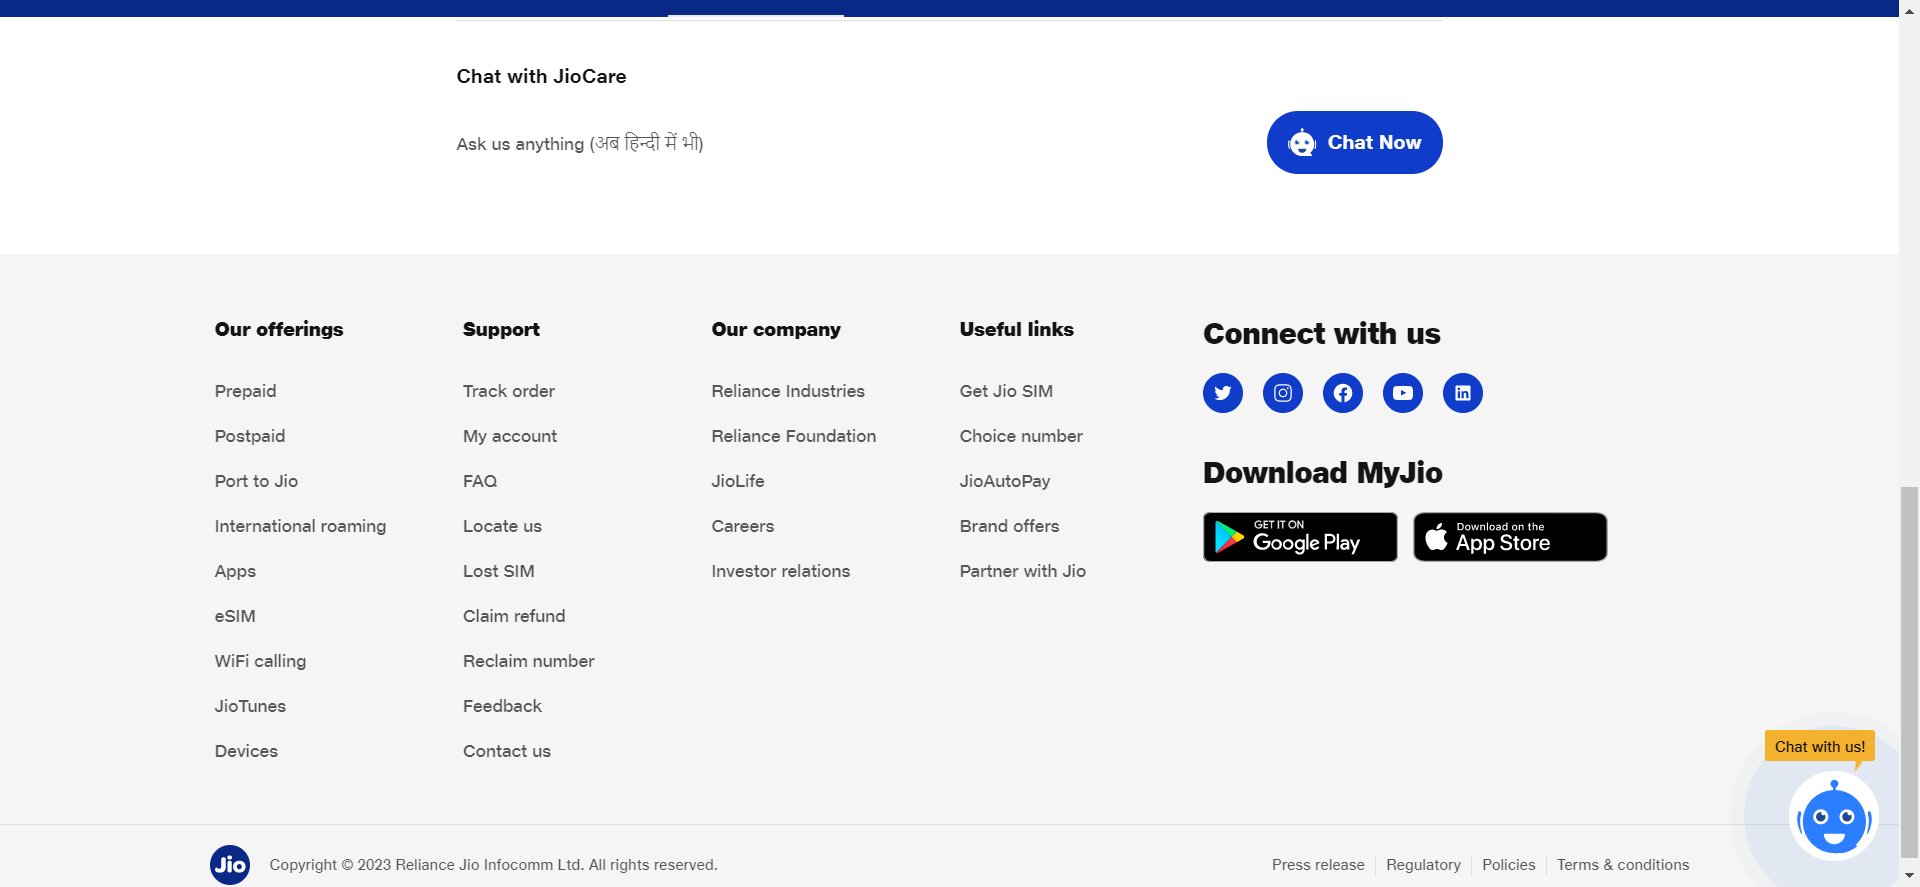 Chat with JioCare
Ask us anything (अब हिन्दी में भी)
Chat Now
Our offerings
Prepaid
Postpaid
Port to Jio
International roaming
Apps
eSIM
WiFi calling
JioTunes
Devices
Support
Track order
My account
FAQ
Locate us
Lost SIM
Claim refund
Reclaim number
Feedback
Contact us
Our company
Reliance Industries
Reliance Foundation
JioLife
Careers
Investor relations
Useful links
Get Jio SIM
Choice number
JioAutoPay
Brand offers
Partner with Jio
Connect with us
in
Download MyJio
GET IT ON
Google Play
Download on the
App Store
Chat with us!
Jio
Copyright © 2023 Reliance Jio Infocomm Ltd. All rights reserved.
Press release
Regulatory
Policies
Terms & conditions